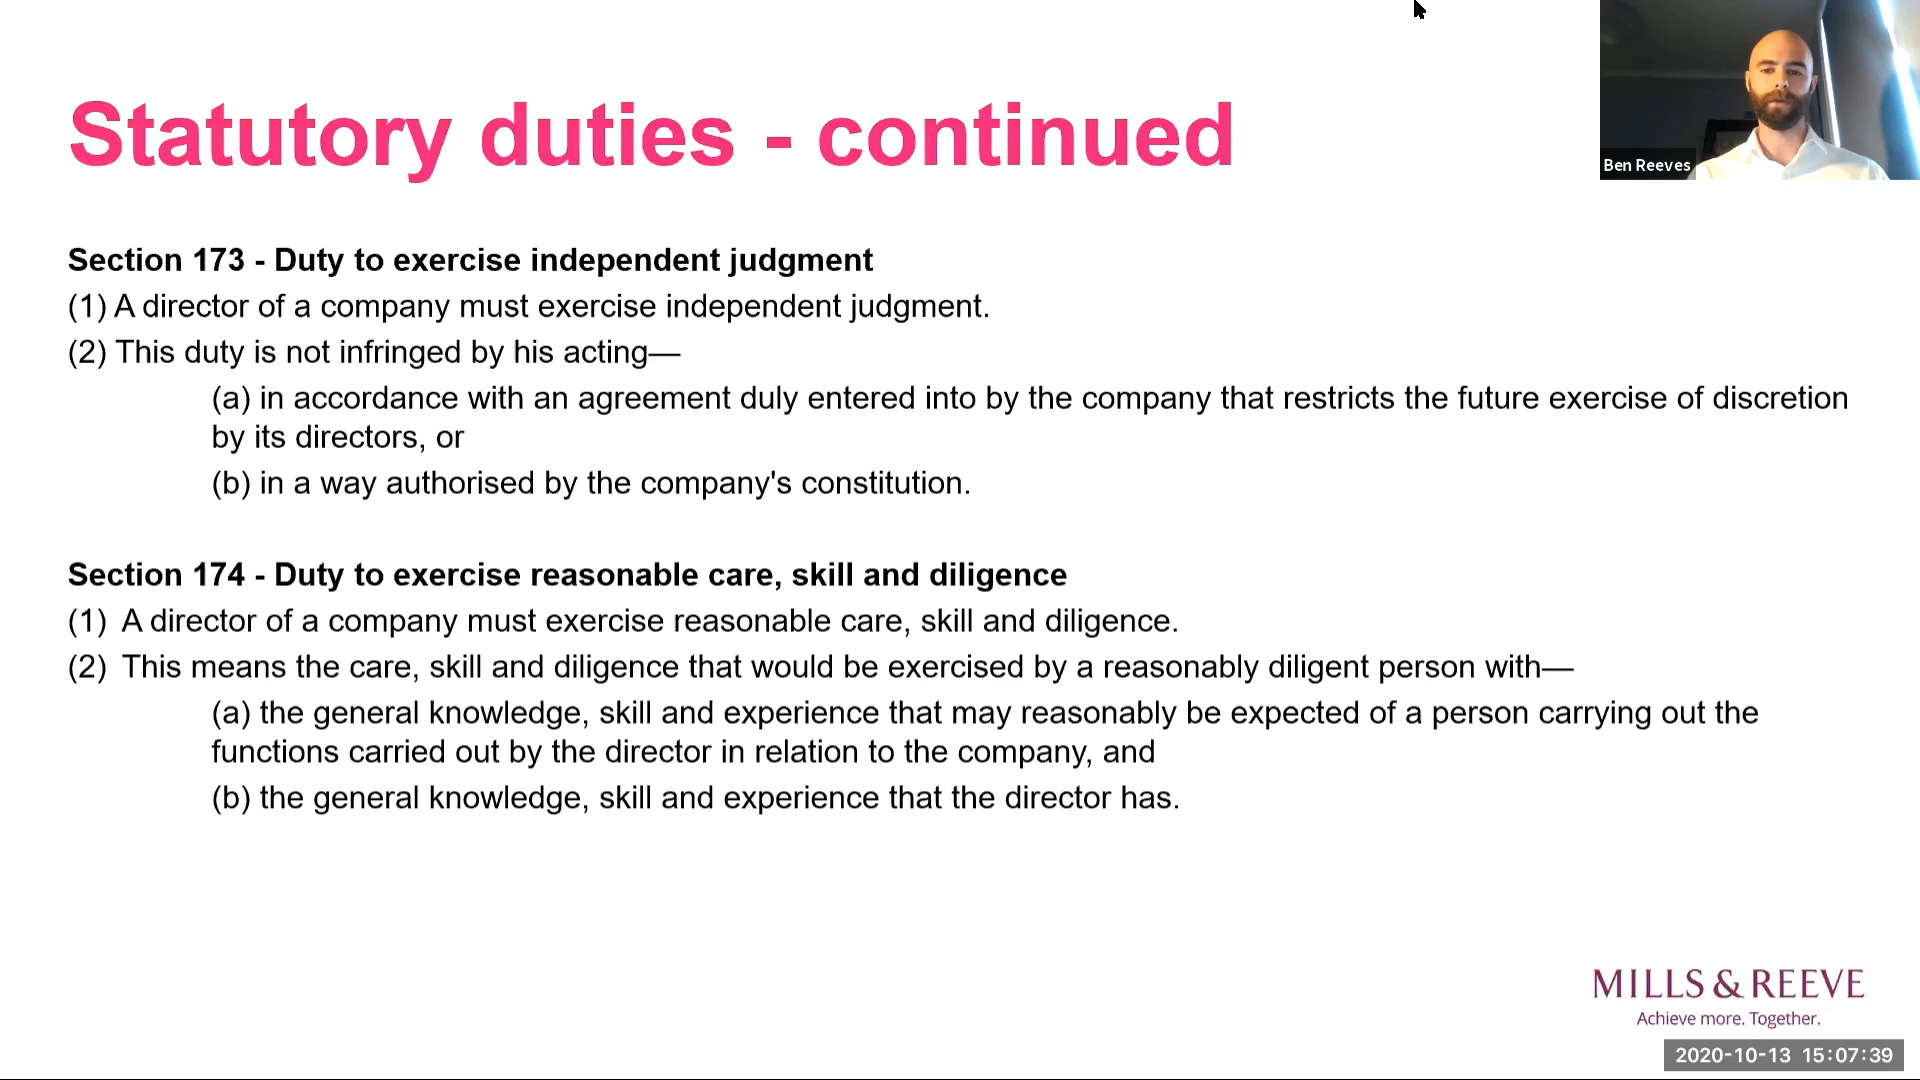 Statutory duties - continued
Ben Reeves
Section 173 - Duty to exercise independent judgment
(1) A director of a company must exercise independent judgment.
(2) This duty is not infringed by his acting—
(a) in accordance with an agreement duly entered into by the company that restricts the future exercise of discretion
by its directors, or
(b) in a way authorised by the company's constitution.
Section 174 - Duty to exercise reasonable care, skill and diligence
(1) A director of a company must exercise reasonable care, skill and diligence.
(2) This means the care, skill and diligence that would be exercised by a reasonably diligent person with—
(a) the general knowledge, skill and experience that may reasonably be expected of a person carrying out the
functions carried out by the director in relation to the company, and
(b) the general knowledge, skill and experience that the director has.
MILLS & REEVE
Achieve more. Together.
2020-10-13 15:07:39